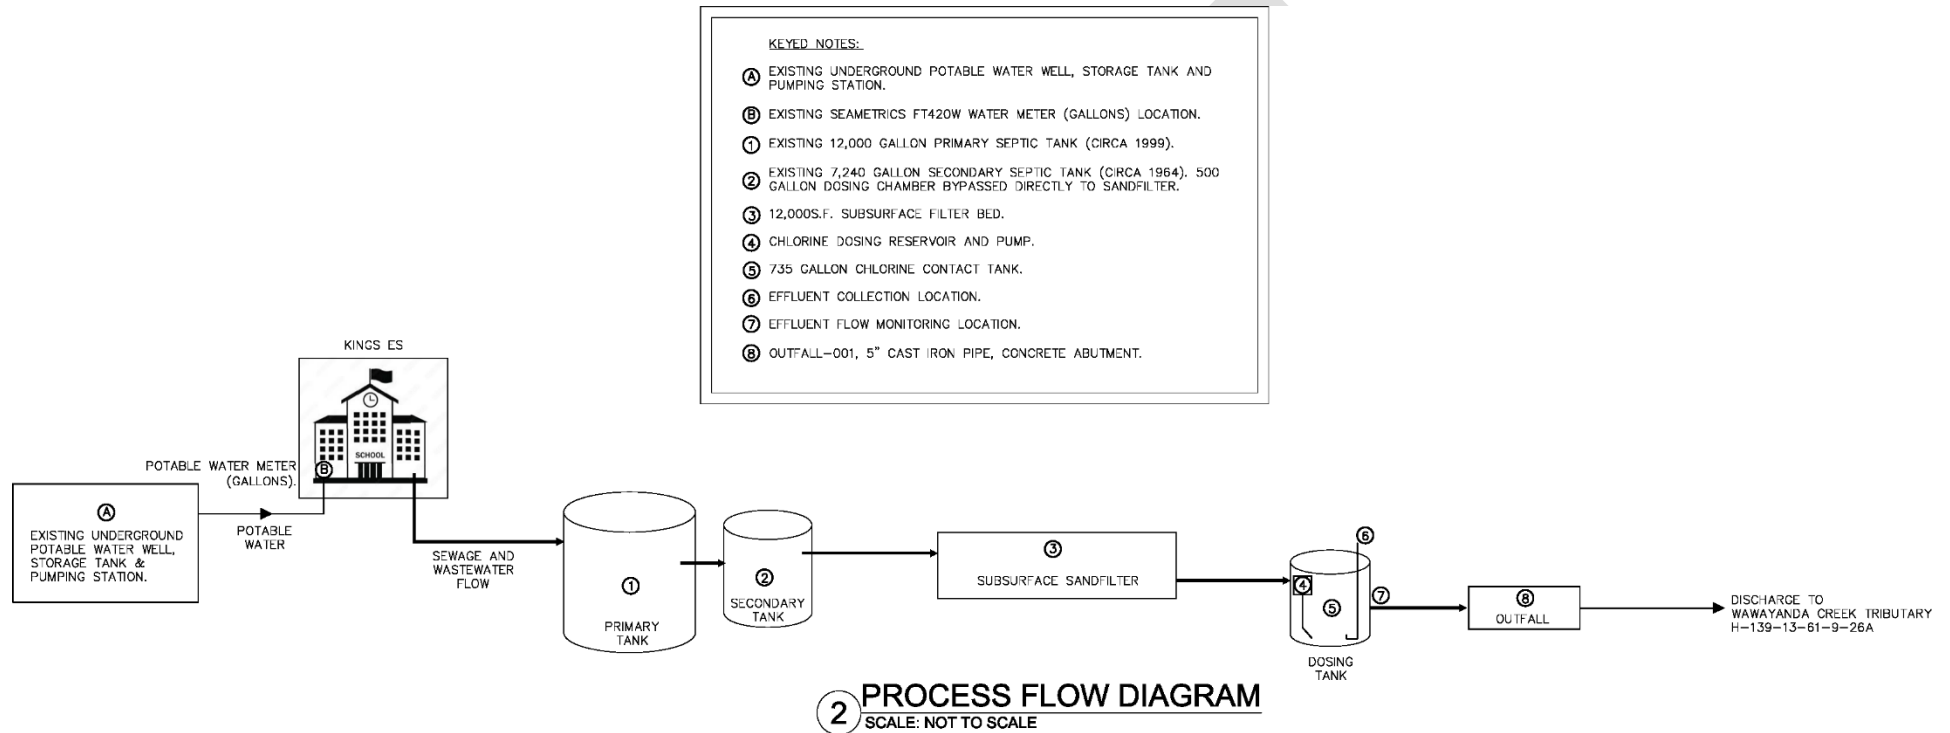 KEYED NOTES:
A EXISTING UNDERGROUND POTABLE WATER WELL, STORAGE TANK AND
PUMPING STATION.
B EXISTING SEAMETRICS FT420W WATER METER (GALLONS) LOCATION.
1 EXISTING 12,000 GALLON PRIMARY SEPTIC TANK (CIRCA 1999).
2 EXISTING 7,240 GALLON SECONDARY SEPTIC TANK (CIRCA 1964). 500
GALLON DOSING CHAMBER BYPASSED DIRECTLY TO SANDFILTER.
3 12,000S.F. SUBSURFACE FILTER BED.
4 CHLORINE DOSING RESERVOIR AND PUMP.
5 735 GALLON CHLORINE CONTACT TANK.
6 EFFLUENT COLLECTION LOCATION.
7 EFFLUENT FLOW MONITORING LOCATION.
8 OUTFALL-001, 5" CAST IRON PIPE, CONCRETE ABUTMENT.
KINGS ES
SCHOOL
B
POTABLE WATER METER
(GALLONS).
A
EXISTING UNDERGROUND
POTABLE WATER WELL,
STORAGE TANK &
PUMPING STATION.
POTABLE
WATER
SEWAGE AND
WASTEWATER
FLOW
1
PRIMARY
TANK
2
SECONDARY
TANK
3
SUBSURFACE SANDFILTER
6
4
5
7
DOSING
TANK
8
OUTFALL
DISCHARGE TO
WAWAYANDA CREEK TRIBUTARY
H-139-13-61-9-26A
2 PROCESS FLOW DIAGRAM
SCALE: NOT TO SCALE